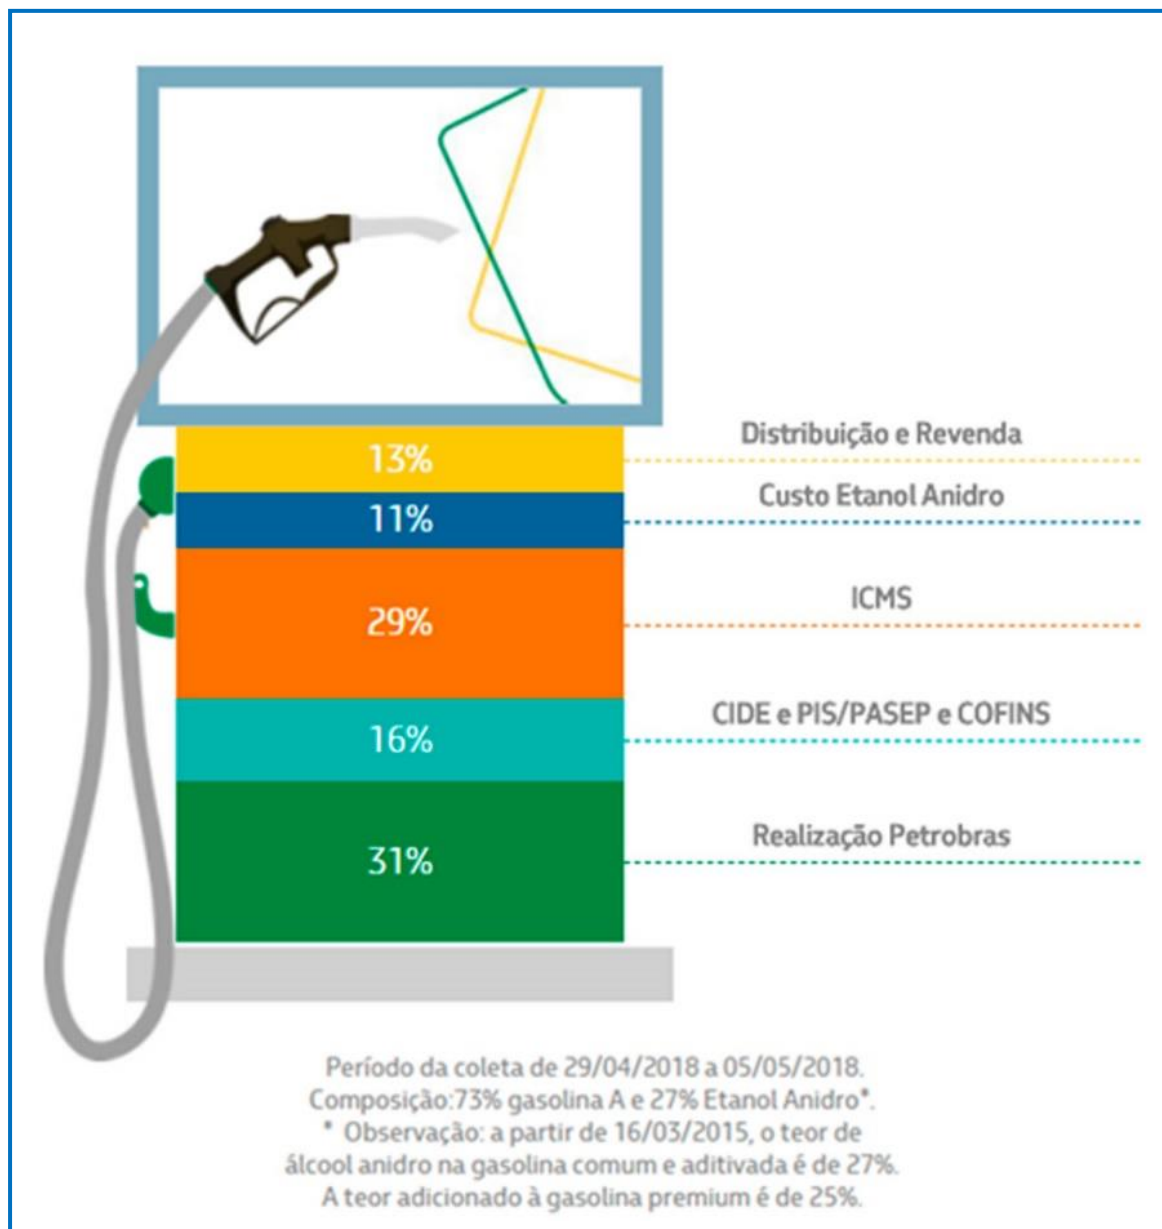 13%
Distribuição e Revenda
11%
Custo Etanol Anidro
29%
ICMS
16%
CIDE e PIS/PASEP e COFINS
31%
Realização Petrobras
Período da coleta de 29/04/2018 a 05/05/2018.
Composição:73% gasolina A e 27% Etanol Anidro*.
* Observação: a partir de 16/03/2015, o teor de
álcool anidro na gasolina comum e aditivada é de 27%.
A teor adicionado à gasolina premium é de 25%.